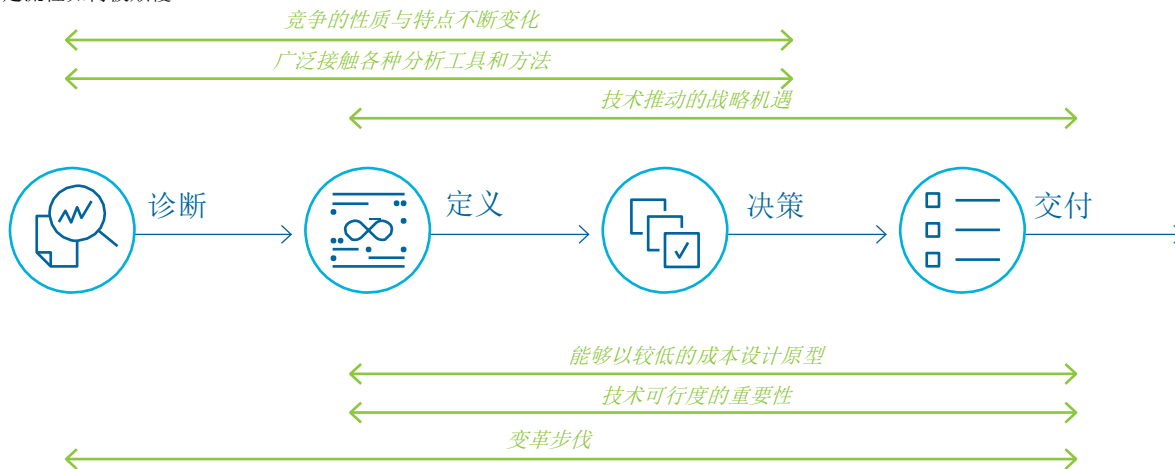 竞争的性质与特点不断变化
广泛接触各种分析工具和方法
技术推动的战略机遇
诊断
定义
决策
交付
能够以较低的成本设计原型
技术可行度的重要性
变革步伐